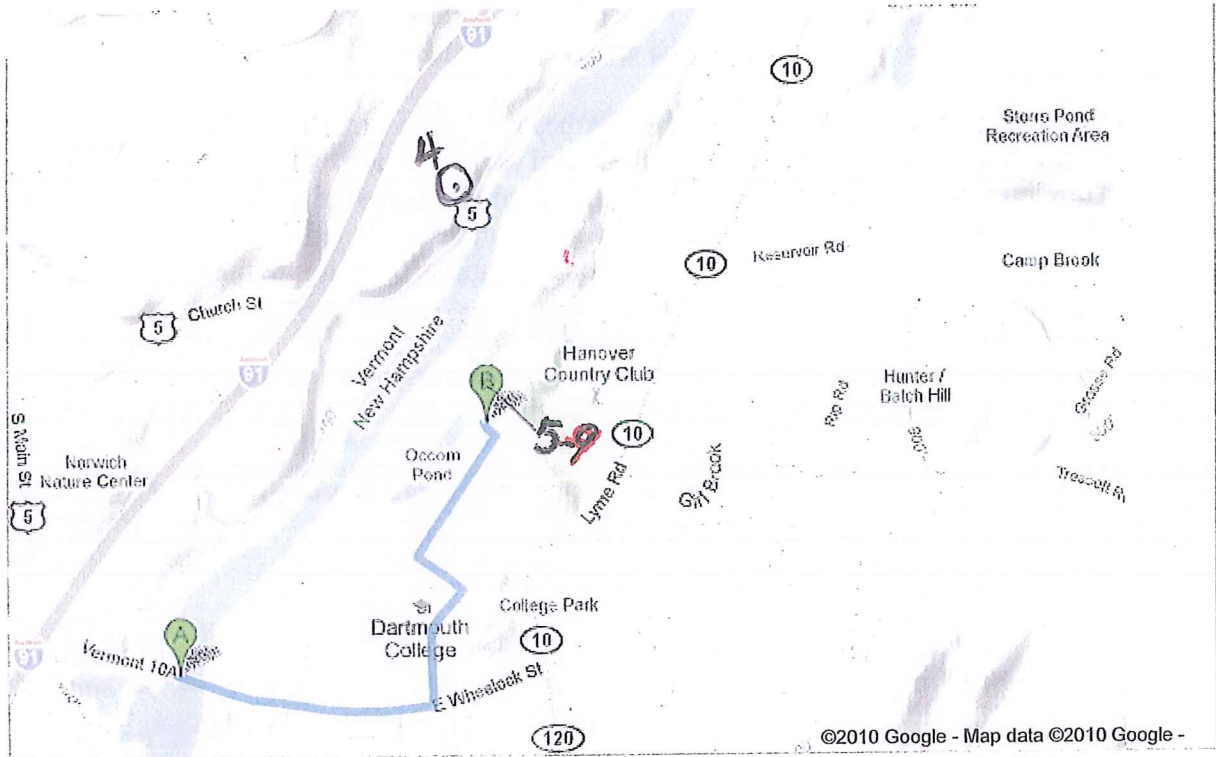 91
10
Storrs Pond
Recreation Area
4
5
10
Reservoir Rd
Camp Brook
5
Church St
91
Vermont
New Hampshire
Hanover
Country Club
B
Rip Rd
Hunter /
Balch Hill
Grasse Rd
S Main St
Norwich
Nature Center
Occom
Pond
5-9
10
Lyme Rd
Brook
Trescott R
5
A
Vermont 10A
91
Dartmouth
College
College Park
10
E Wheelock St
120
©2010 Google - Map data ©2010 Google -